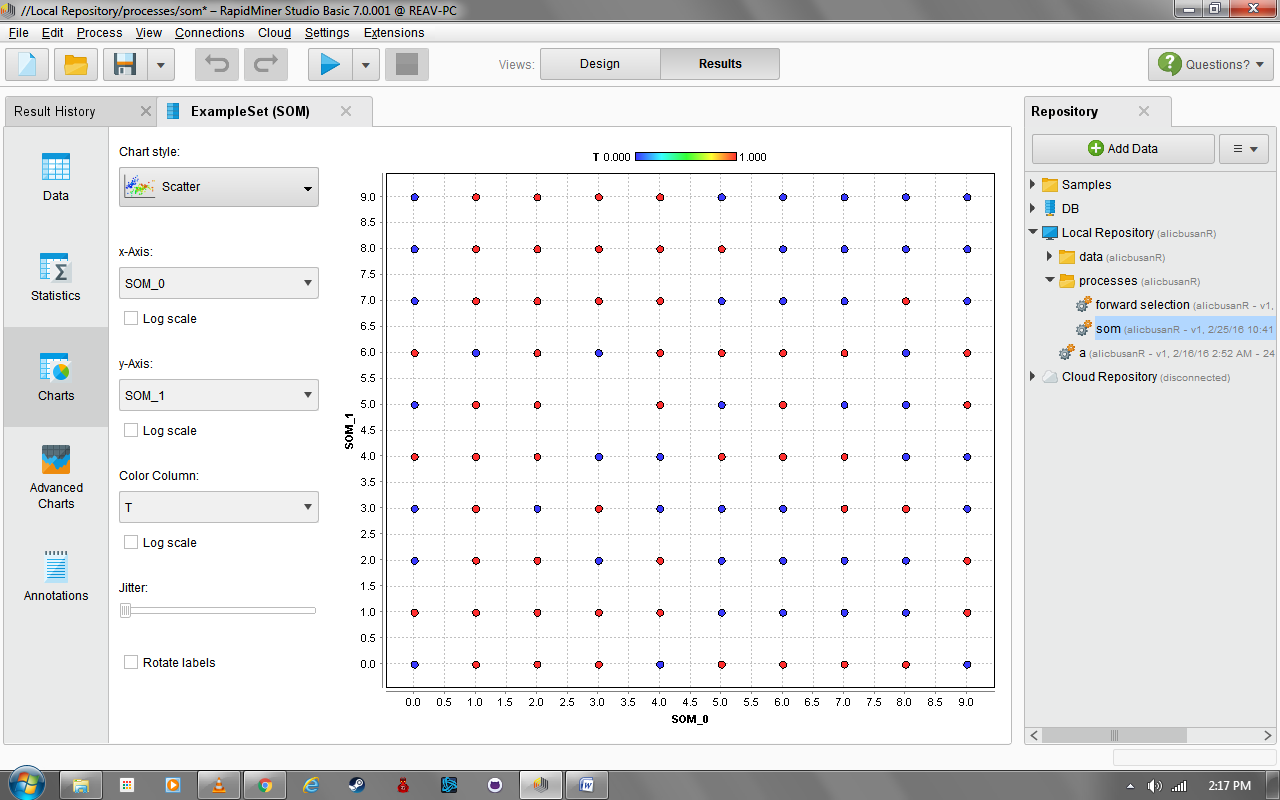 //Local Repository/processes/som* – RapidMiner Studio Basic 7.0.001 @ REAV-PC
File Edit Process View Connections Cloud Settings Extensions
Views: Design Results Questions?
Result History ExampleSet (SOM) Repository
Data
Statistics
Charts
Advanced
Charts
Annotations
Chart style:
Scatter
x-Axis:
SOM_0
Log scale
y-Axis:
SOM_1
Log scale
Color Column:
T
Log scale
Jitter:
Rotate labels
T 0.000 1.000
9.0
8.5
8.0
7.5
7.0
6.5
6.0
5.5
5.0
4.5
4.0
3.5
3.0
2.5
2.0
1.5
1.0
0.5
0.0
SOM_1
0.0 0.5 1.0 1.5 2.0 2.5 3.0 3.5 4.0 4.5 5.0 5.5 6.0 6.5 7.0 7.5 8.0 8.5 9.0
SOM_0
Add Data
Samples
DB
Local Repository (alicbusanR)
data (alicbusanR)
processes (alicbusanR)
forward selection (alicbusanR - v1,
som (alicbusanR - v1, 2/25/16 10:41
a (alicbusanR - v1, 2/16/16 2:52 AM - 24
Cloud Repository (disconnected)
2:17 PM